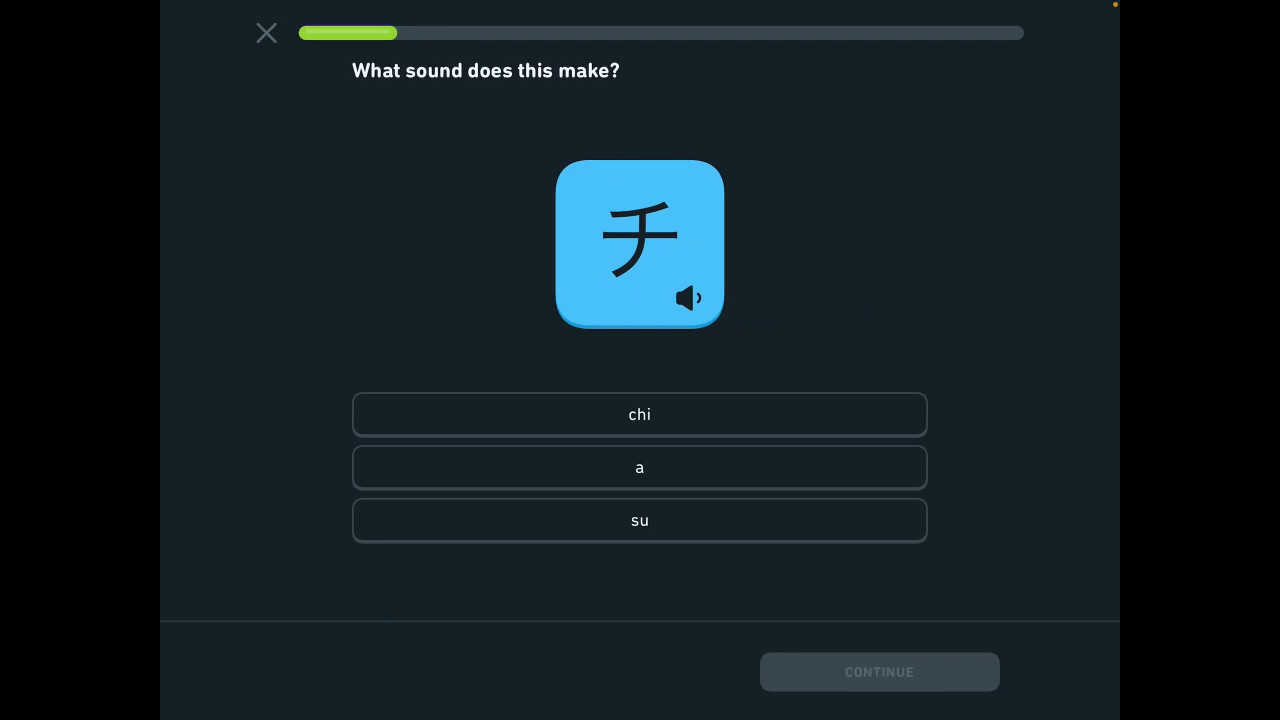 What sound does this make?
チ
chi
a
su
CONTINUE